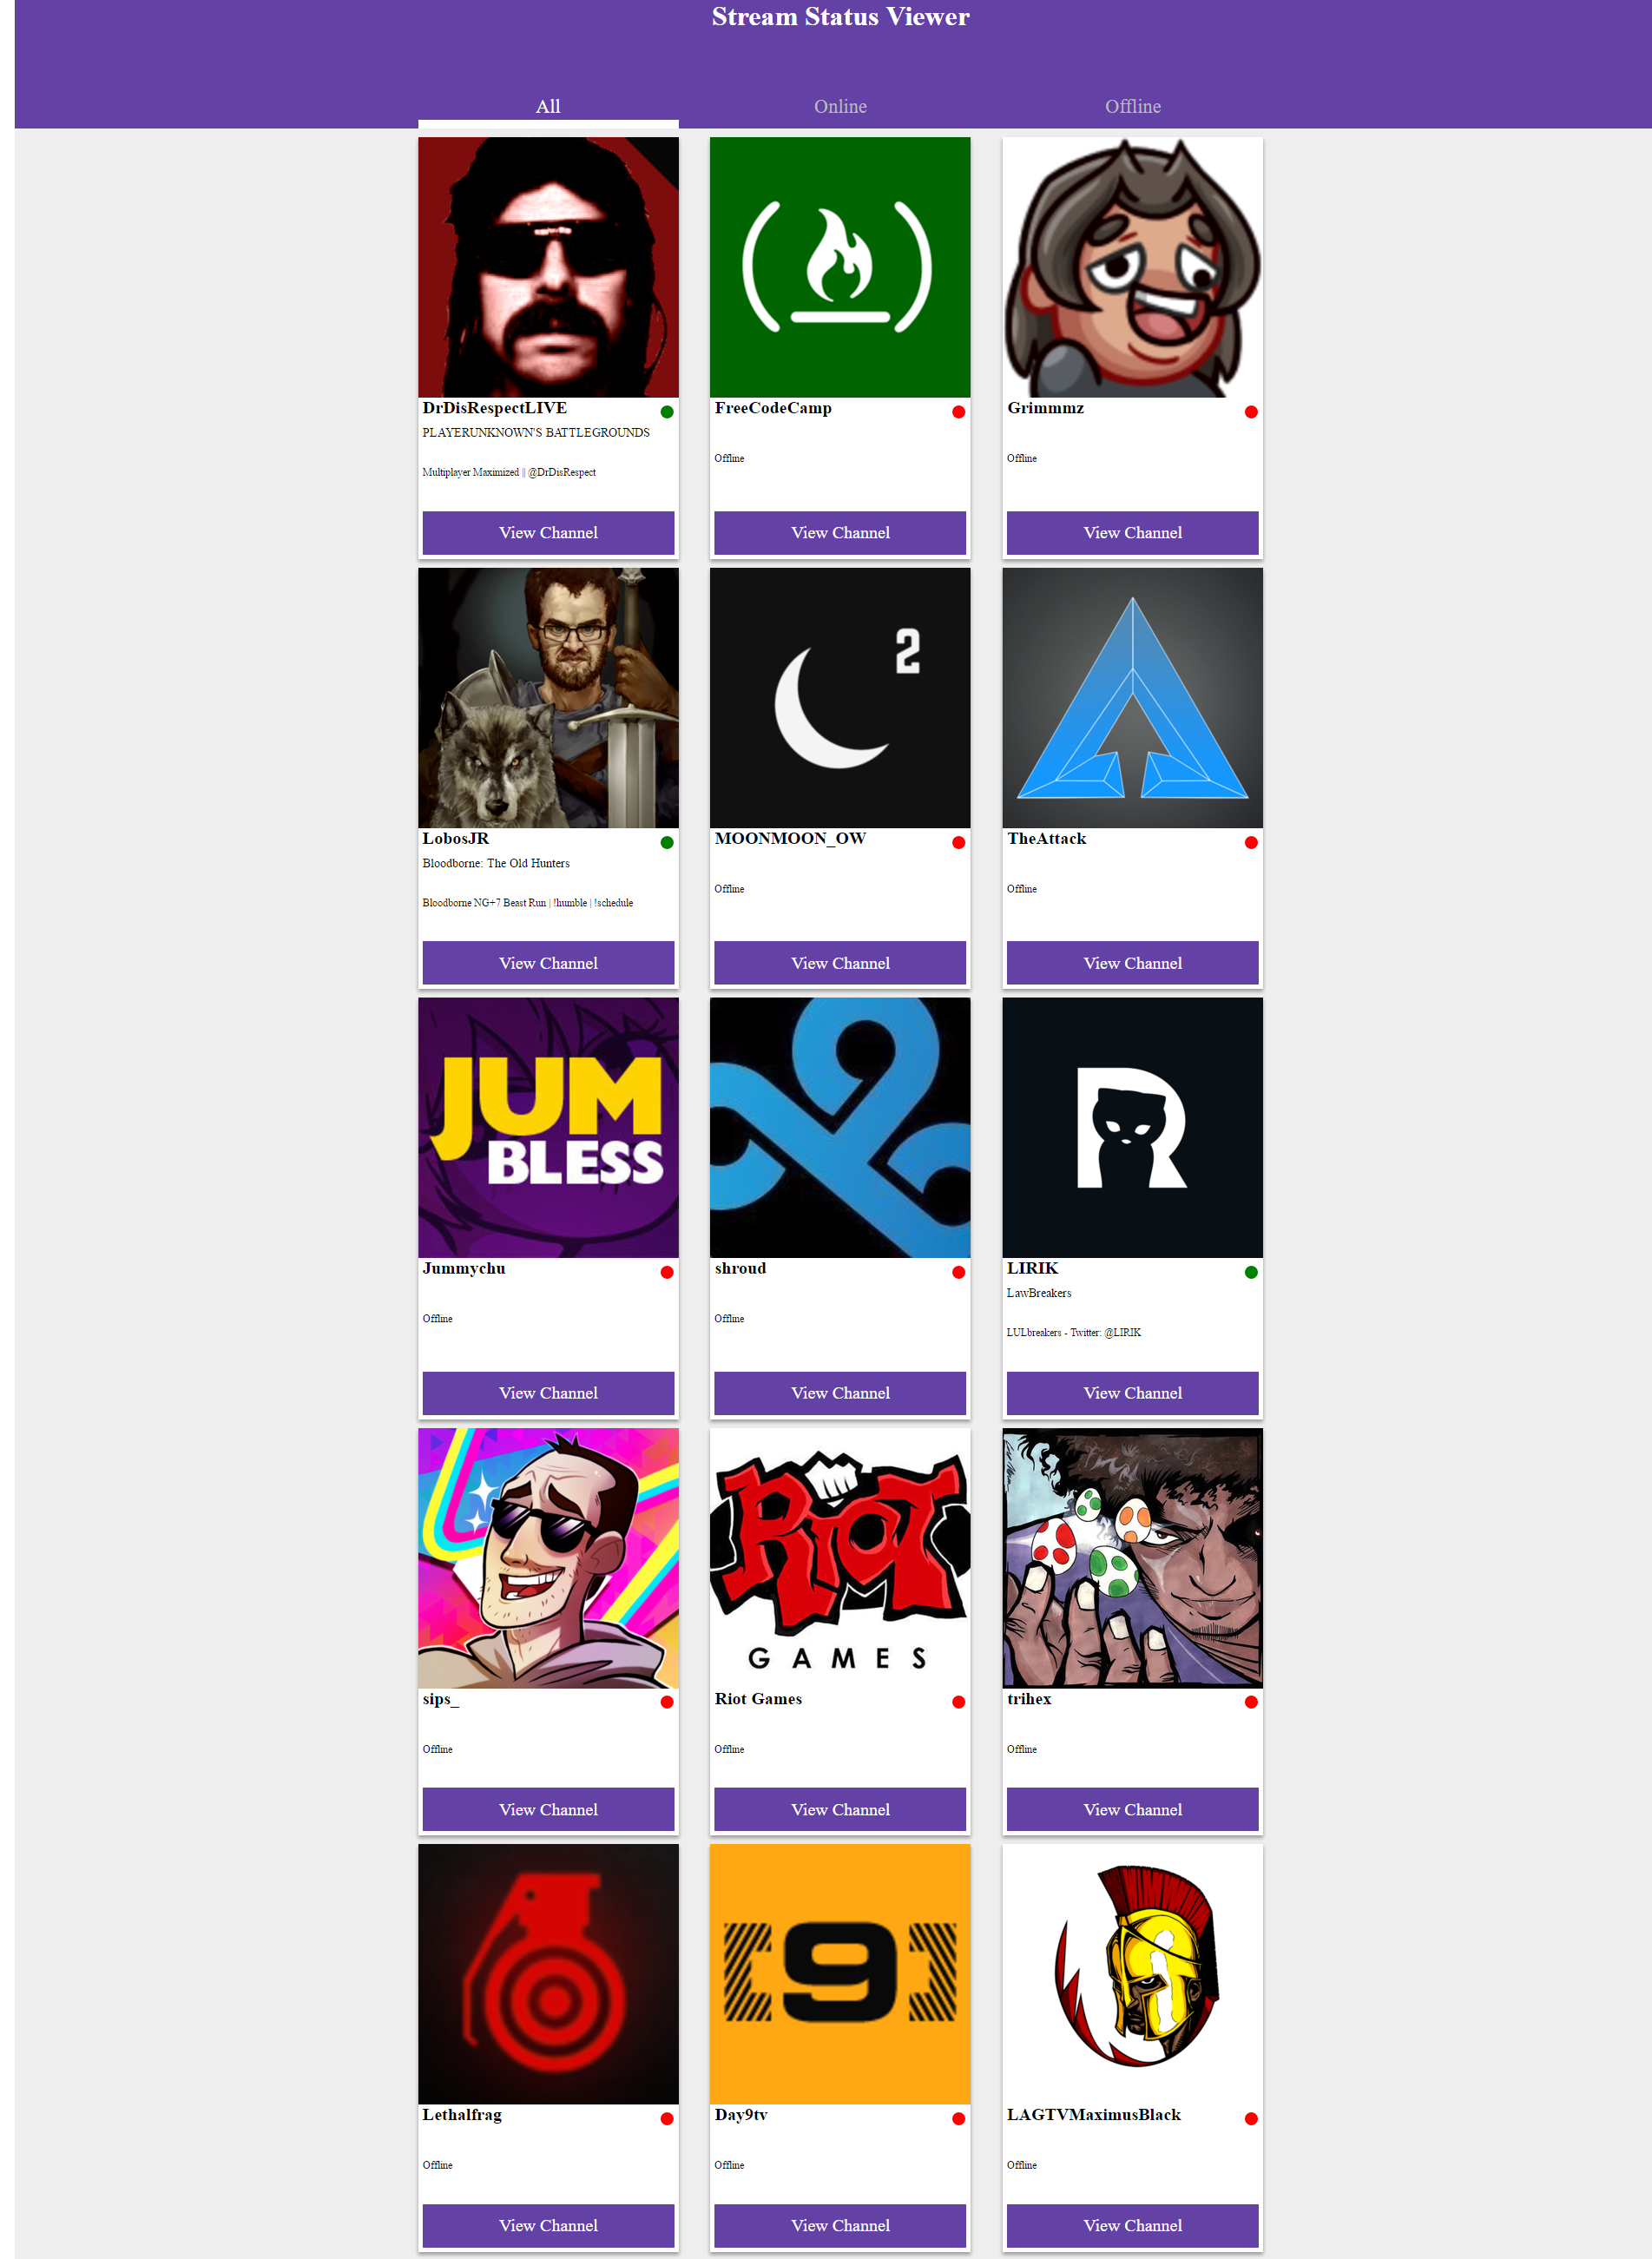 Stream Status Viewer
All
Online
Offline
DrDisRespectLIVE
PLAYERUNKNOWN'S BATTLEGROUNDS
Multiplayer Maximized || @DrDisRespect
View Channel
FreeCodeCamp
Offline
View Channel
Grimmmz
Offline
View Channel
LobosJR
Bloodborne: The Old Hunters
Bloodborne NG+7 Beast Run | !humble | !schedule
View Channel
2
MOONMOON_OW
Offline
View Channel
TheAttack
Offline
View Channel
JUM
BLESS
Jummychu
Offline
View Channel
shroud
Offline
View Channel
R
LIRIK
LawBreakers
LULbreakers - Twitter: @LIRIK
View Channel
sips_
Offline
View Channel
RIOT
GAMES
Riot Games
Offline
View Channel
trihex
Offline
View Channel
Lethalfrag
Offline
View Channel
[9]
Day9tv
Offline
View Channel
LAGTVMaximusBlack
Offline
View Channel